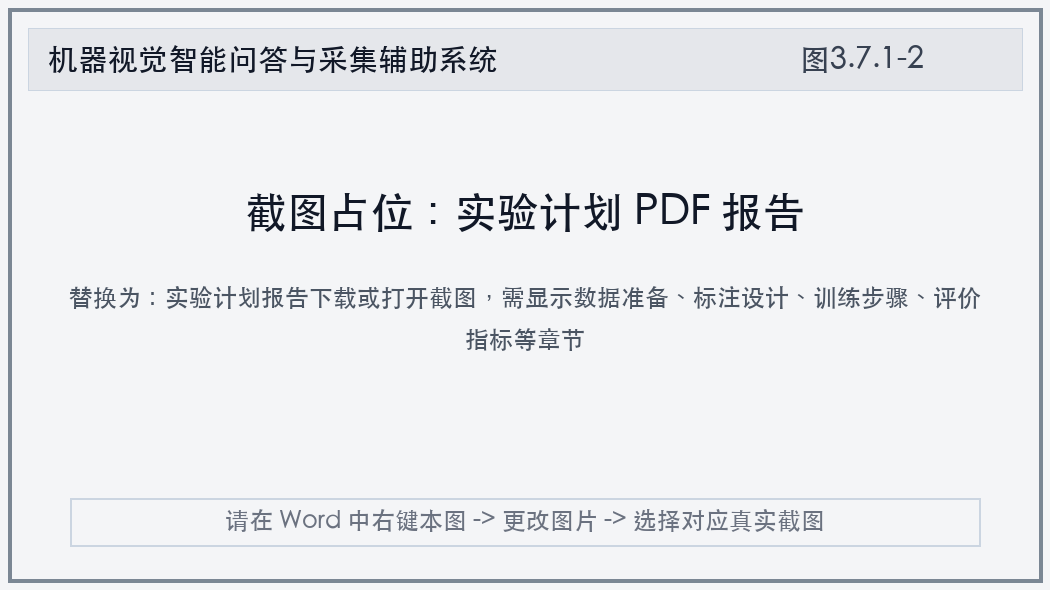 机器视觉智能问答与采集辅助系统
图3.7.1-2
截图占位：实验计划 PDF 报告
替换为：实验计划报告下载或打开截图，需显示数据准备、标注设计、训练步骤、评价
指标等章节
请在 Word 中右键本图 -> 更改图片 -> 选择对应真实截图